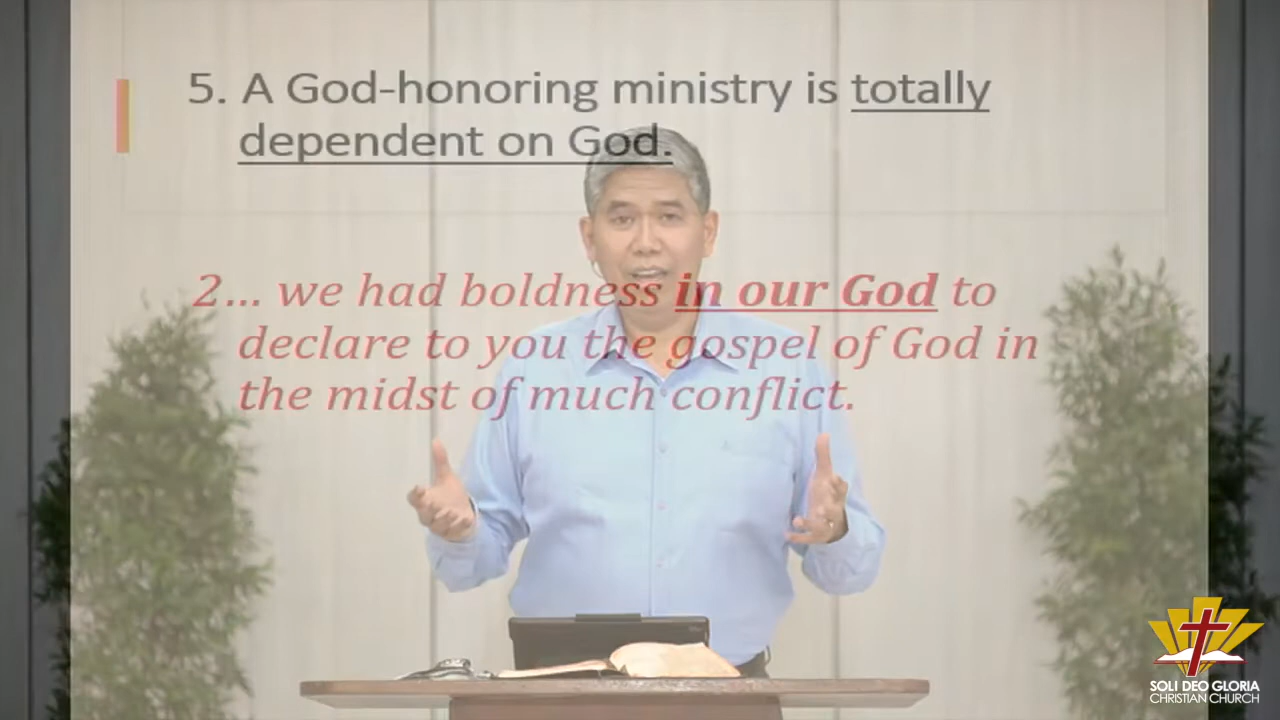 5. A God-honoring ministry is totally
dependent on God.
2... we had boldness in our God to
declare to you the gospel of God in
the midst of much conflict.
SOLI DEO GLORIA
CHRISTIAN CHURCH